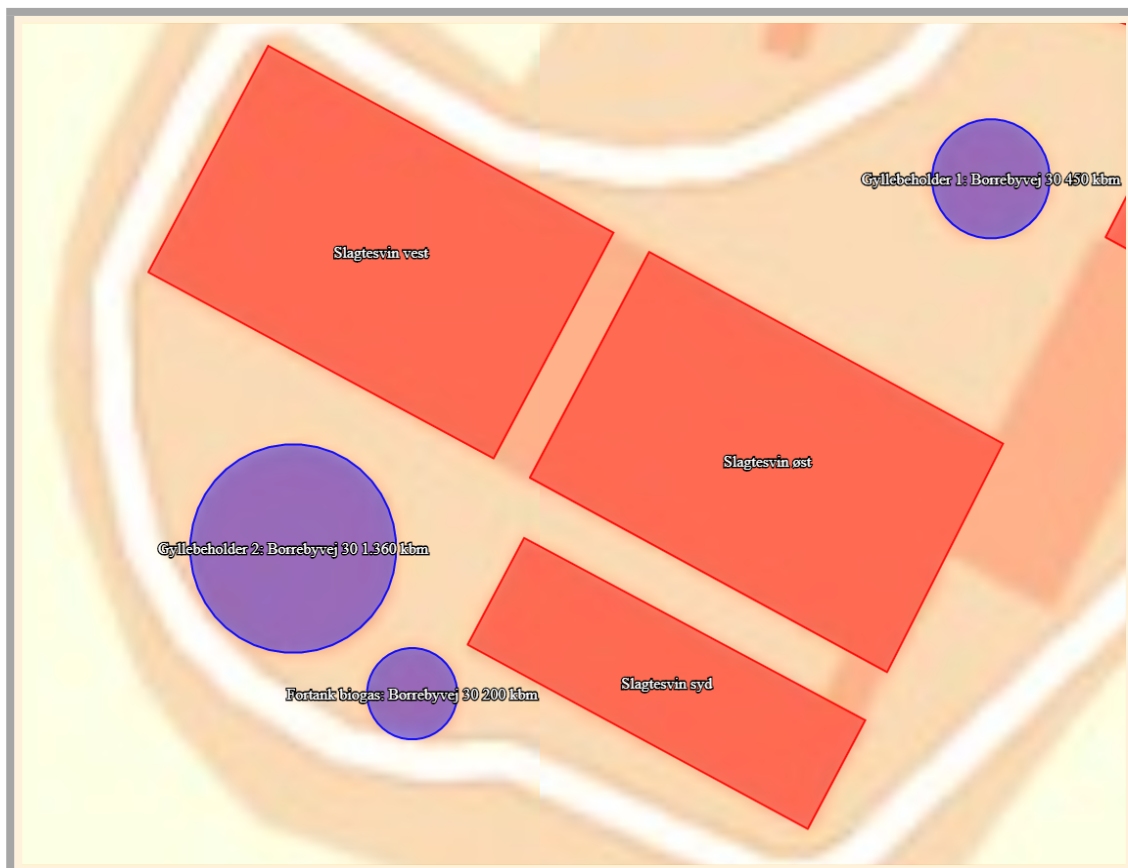 Gyllebeholder 1: Borrebyvej 30 450 kbm
Slagtesvin vest
Slagtesvin øst
Gyllebeholder 2: Borrebyvej 30 1.360 kbm
Slagtesvin syd
Fortank biogas: Borrebyvej 30 200 kbm